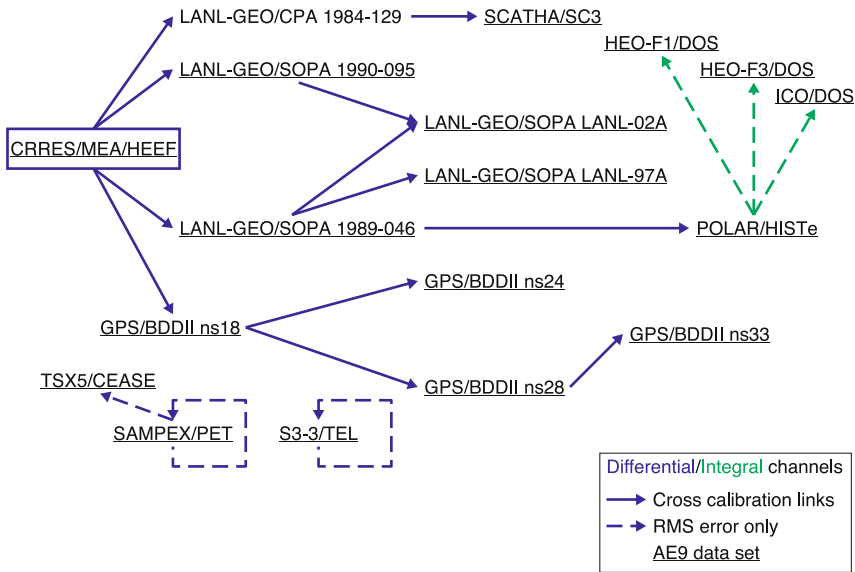 LANL-GEO/CPA 1984-129
SCATHA/SC3
HEO-F1/DOS
LANL-GEO/SOPA 1990-095
HEO-F3/DOS
ICO/DOS
LANL-GEO/SOPA LANL-02A
CRRES/MEA/HEEF
LANL-GEO/SOPA LANL-97A
LANL-GEO/SOPA 1989-046
POLAR/HISTe
GPS/BDDII ns24
GPS/BDDII ns18
GPS/BDDII ns33
TSX5/CEASE
GPS/BDDII ns28
SAMPEX/PET
S3-3/TEL
Differential/Integral channels
Cross calibration links
RMS error only
AE9 data set